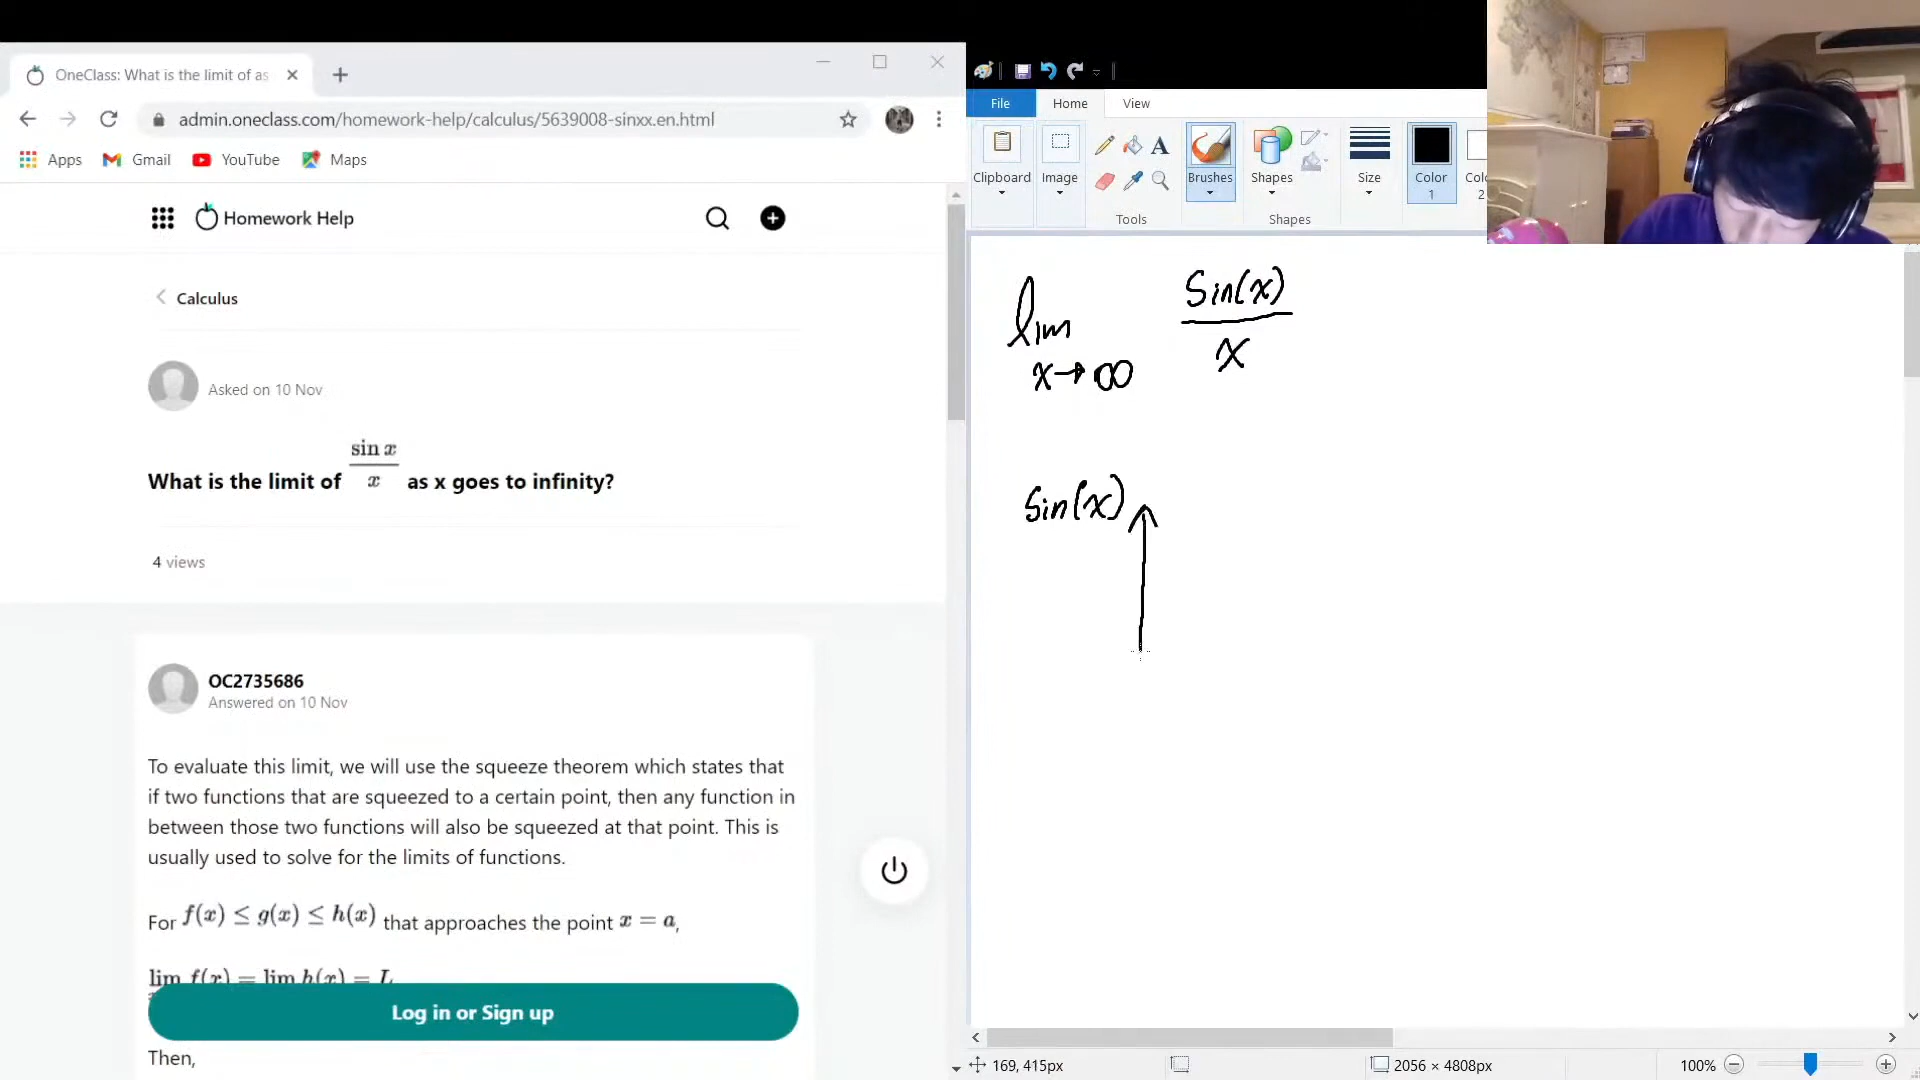 OneClass: What is the limit of as
admin.oneclass.com/homework-help/calculus/5639008-sinxx.en.html
Apps Gmail YouTube Maps
Homework Help
Calculus
Asked on 10 Nov
What is the limit of sin x / x as x goes to infinity?
4 views
OC2735686
Answered on 10 Nov
To evaluate this limit, we will use the squeeze theorem which states that
if two functions that are squeezed to a certain point, then any function in
between those two functions will also be squeezed at that point. This is
usually used to solve for the limits of functions.
For f(x) ≤ g(x) ≤ h(x) that approaches the point x = a,
lim f(x) = lim h(x) = L
Log in or Sign up
Then,
File Home View
Clipboard Image Brushes Shapes Size Color
1
Tools Shapes
lim sin(x)
x→∞ x
sin(x)
169, 415px 2056 × 4808px 100%